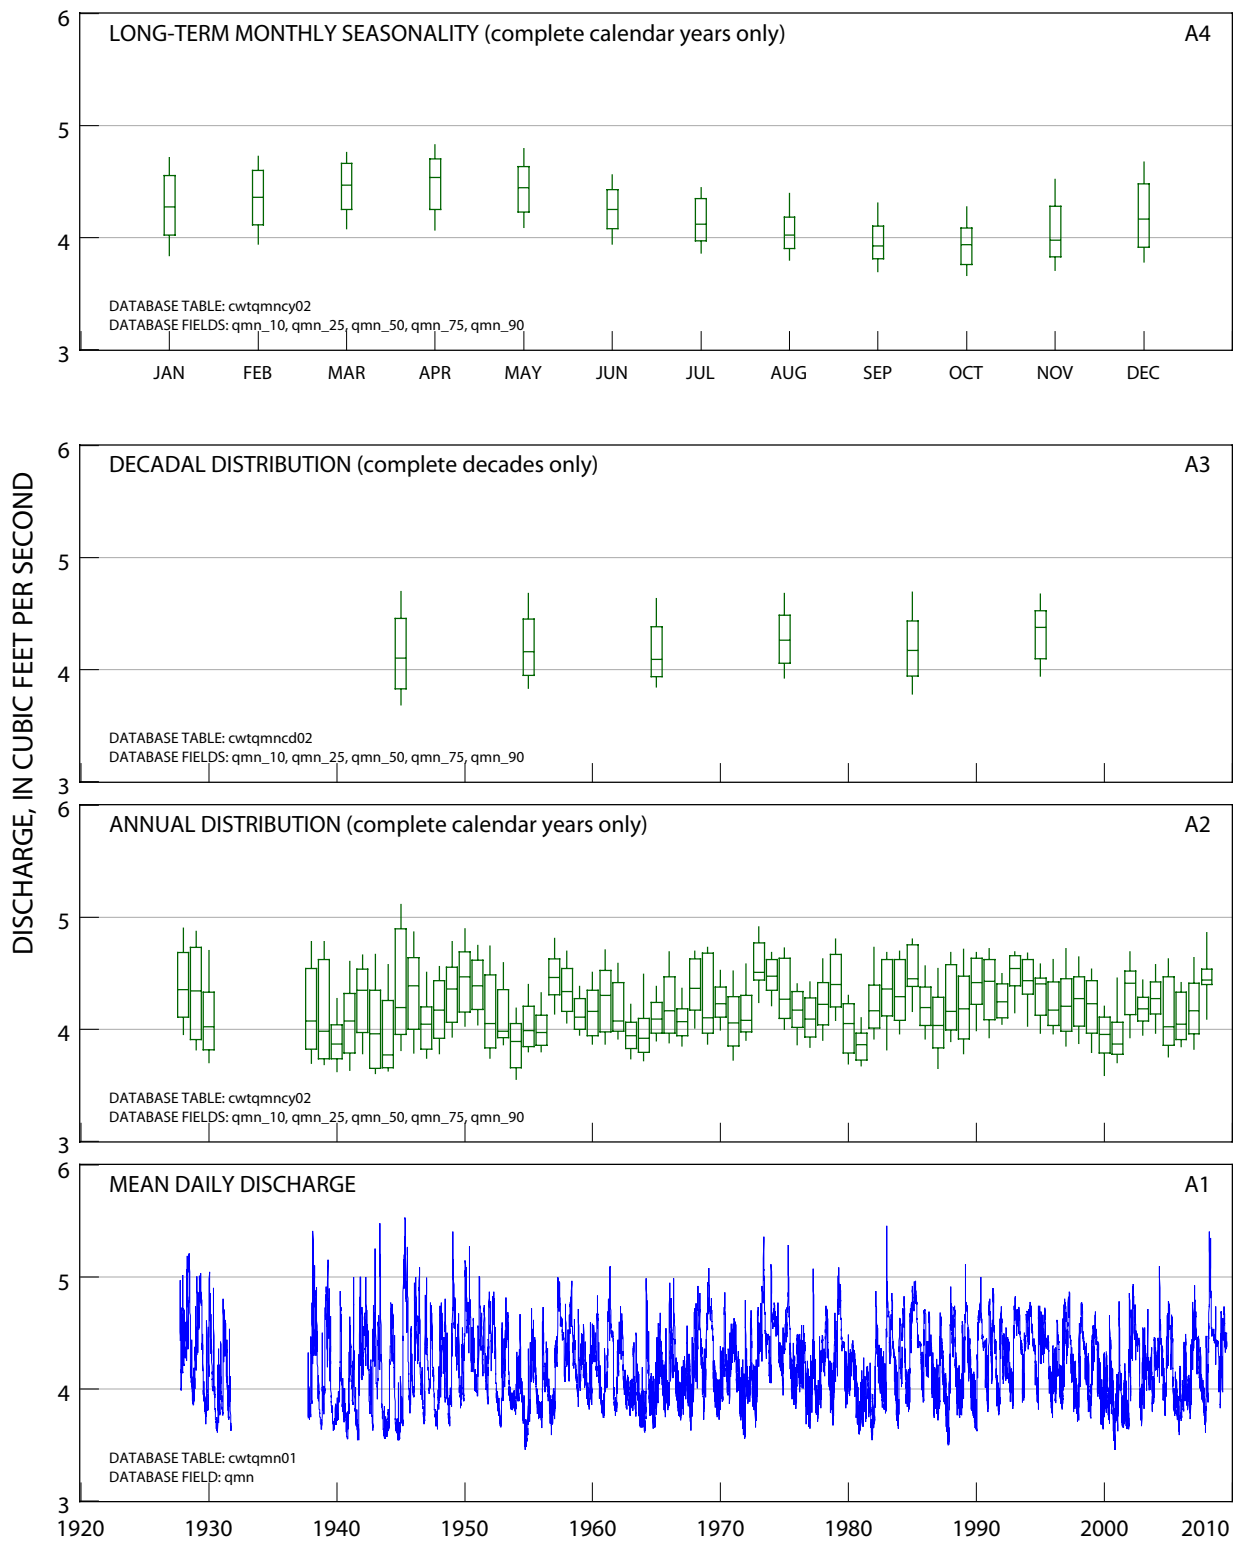 6
LONG-TERM MONTHLY SEASONALITY (complete calendar years only) A4
5
4
DATABASE TABLE: cwtqmncy02
DATABASE FIELDS: qmn_10, qmn_25, qmn_50, qmn_75, qmn_90
3
JAN FEB MAR APR MAY JUN JUL AUG SEP OCT NOV DEC
DISCHARGE, IN CUBIC FEET PER SECOND
6
DECADAL DISTRIBUTION (complete decades only) A3
5
4
DATABASE TABLE: cwtqmncd02
DATABASE FIELDS: qmn_10, qmn_25, qmn_50, qmn_75, qmn_90
3
6
ANNUAL DISTRIBUTION (complete calendar years only) A2
5
4
DATABASE TABLE: cwtqmncy02
DATABASE FIELDS: qmn_10, qmn_25, qmn_50, qmn_75, qmn_90
3
6
MEAN DAILY DISCHARGE A1
5
4
DATABASE TABLE: cwtqmn01
DATABASE FIELD: qmn
3
1920 1930 1940 1950 1960 1970 1980 1990 2000 2010